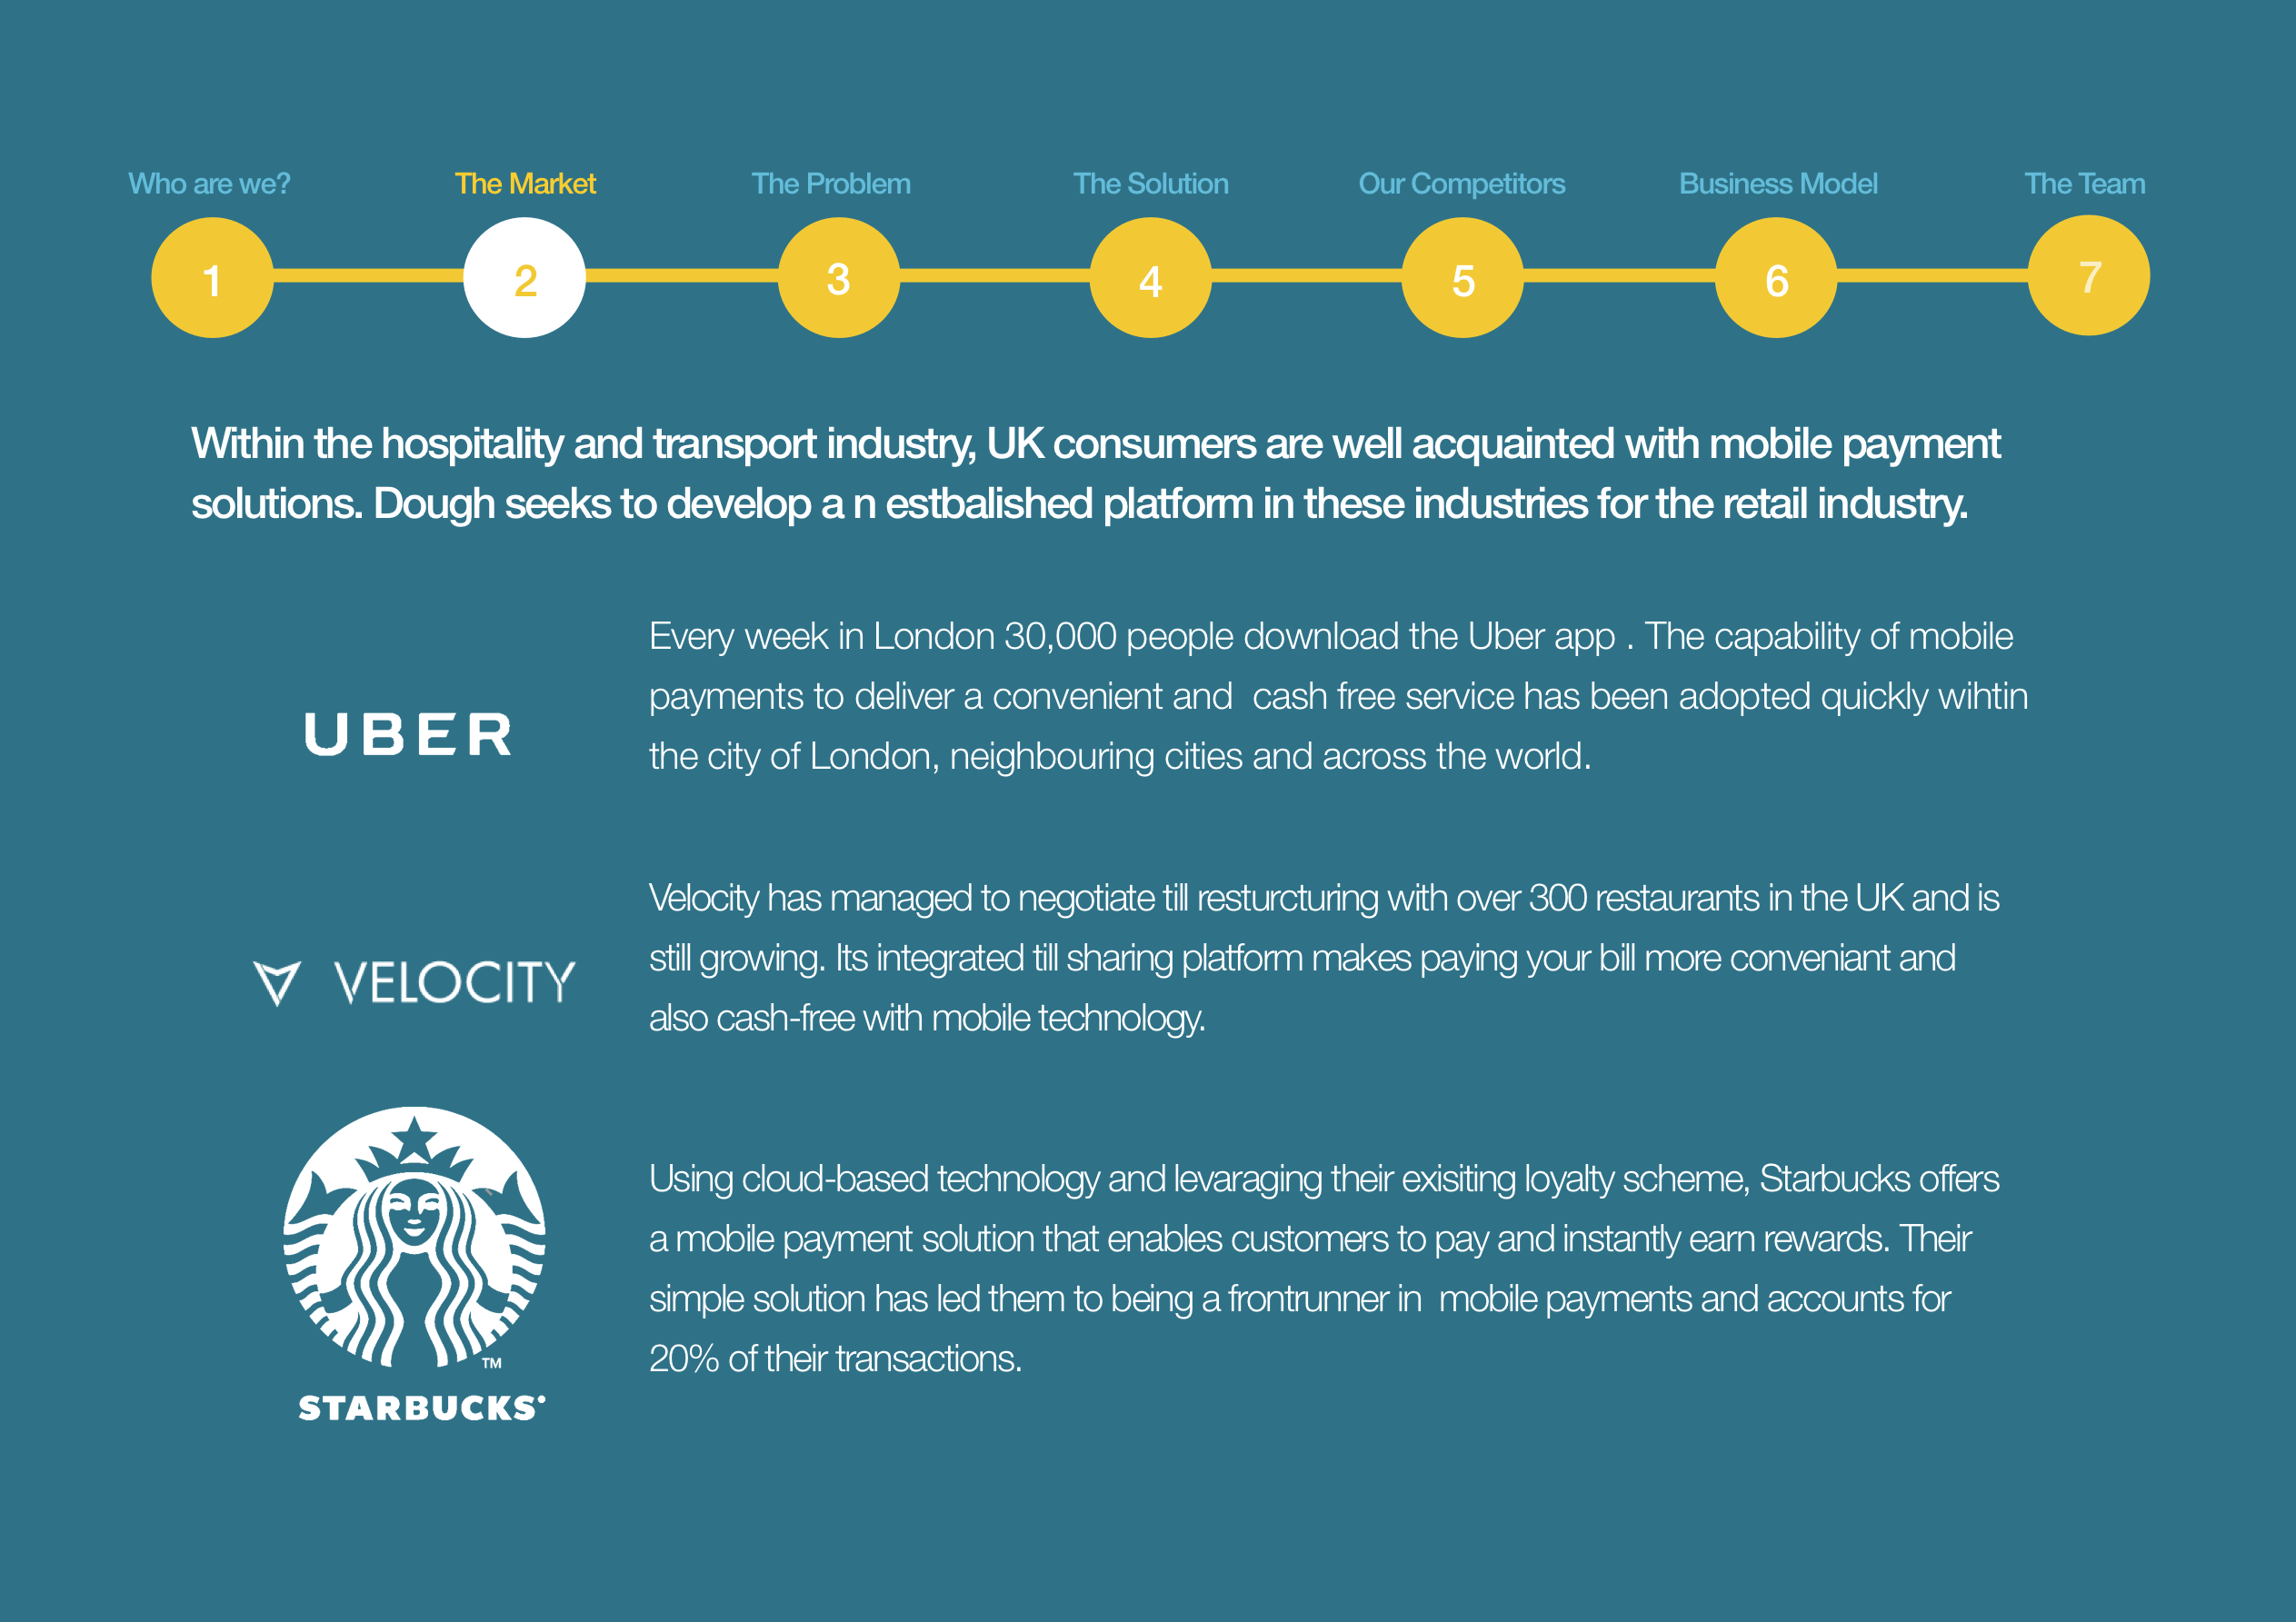 Who are we?
The Market
The Problem
The Solution
Our Competitors
Business Model
The Team
1
2
3
4
5
6
7
Within the hospitality and transport industry, UK consumers are well acquainted with mobile payment
solutions. Dough seeks to develop a n estbalished platform in these industries for the retail industry.
UBER
Every week in London 30,000 people download the Uber app . The capability of mobile
payments to deliver a convenient and  cash free service has been adopted quickly wihtin
the city of London, neighbouring cities and across the world.
VELOCITY
Velocity has managed to negotiate till resturcturing with over 300 restaurants in the UK and is
still growing. Its integrated till sharing platform makes paying your bill more conveniant and
also cash-free with mobile technology.
TM
STARBUCKS
Using cloud-based technology and levaraging their exisiting loyalty scheme, Starbucks offers
a mobile payment solution that enables customers to pay and instantly earn rewards. Their
simple solution has led them to being a frontrunner in  mobile payments and accounts for
20% of their transactions.